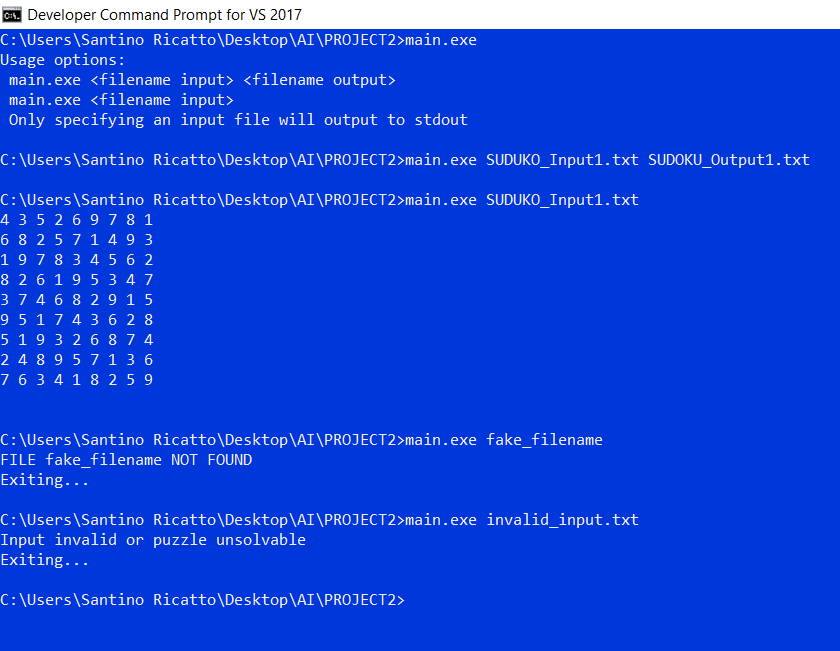 Developer Command Prompt for VS 2017
C:\Users\Santino Ricatto\Desktop\AI\PROJECT2>main.exe
Usage options:
 main.exe <filename input> <filename output>
 main.exe <filename input>
 Only specifying an input file will output to stdout
C:\Users\Santino Ricatto\Desktop\AI\PROJECT2>main.exe SUDUKO_Input1.txt SUDOKU_Output1.txt
C:\Users\Santino Ricatto\Desktop\AI\PROJECT2>main.exe SUDUKO_Input1.txt
4 3 5 2 6 9 7 8 1
6 8 2 5 7 1 4 9 3
1 9 7 8 3 4 5 6 2
8 2 6 1 9 5 3 4 7
3 7 4 6 8 2 9 1 5
9 5 1 7 4 3 6 2 8
5 1 9 3 2 6 8 7 4
2 4 8 9 5 7 1 3 6
7 6 3 4 1 8 2 5 9
C:\Users\Santino Ricatto\Desktop\AI\PROJECT2>main.exe fake_filename
FILE fake_filename NOT FOUND
Exiting...
C:\Users\Santino Ricatto\Desktop\AI\PROJECT2>main.exe invalid_input.txt
Input invalid or puzzle unsolvable
Exiting...
C:\Users\Santino Ricatto\Desktop\AI\PROJECT2>